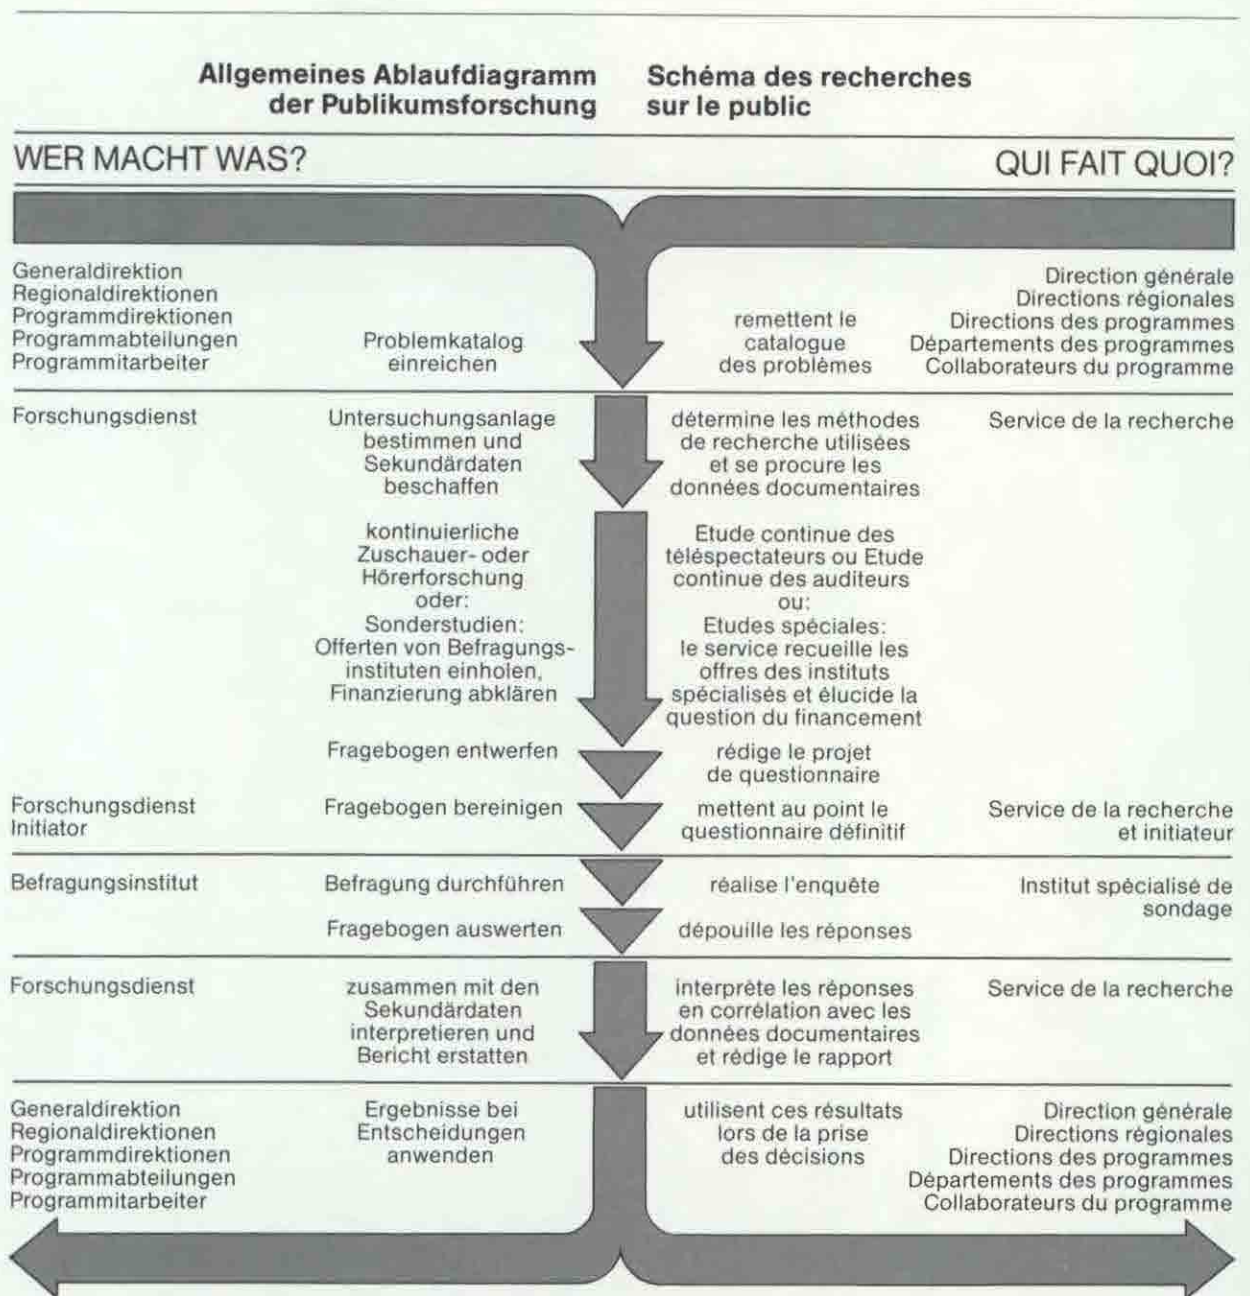 Allgemeines Ablaufdiagramm
der Publikumsforschung
Schéma des recherches
sur le public
WER MACHT WAS?
QUI FAIT QUOI?
Generaldirektion
Regionaldirektionen
Programmdirektionen
Programmabteilungen
Programmitarbeiter
Problemkatalog
einreichen
remettent le
catalogue
des problèmes
Direction générale
Directions régionales
Directions des programmes
Départements des programmes
Collaborateurs du programme
Forschungsdienst
Untersuchungsanlage
bestimmen und
Sekundärdaten
beschaffen
détermine les méthodes
de recherche utilisées
et se procure les
données documentaires
Service de la recherche
kontinuierliche
Zuschauer- oder
Hörerforschung
oder:
Sonderstudien:
Offerten von Befragungs-
instituten einholen,
Finanzierung abklären
Etude continue des
téléspectateurs ou Etude
continue des auditeurs
ou:
Etudes spéciales:
le service recueille les
offres des instituts
spécialisés et élucide la
question du financement
Fragebogen entwerfen
rédige le projet
de questionnaire
Forschungsdienst
Initiator
Fragebogen bereinigen
mettent au point le
questionnaire définitif
Service de la recherche
et initiateur
Befragungsinstitut
Befragung durchführen
réalise l'enquête
Institut spécialisé de
sondage
Fragebogen auswerten
dépouille les réponses
Forschungsdienst
zusammen mit den
Sekundärdaten
interpretieren und
Bericht erstatten
interprète les réponses
en corrélation avec les
données documentaires
et rédige le rapport
Service de la recherche
Generaldirektion
Regionaldirektionen
Programmdirektionen
Programmabteilungen
Programmitarbeiter
Ergebnisse bei
Entscheidungen
anwenden
utilisent ces résultats
lors de la prise
des décisions
Direction générale
Directions régionales
Directions des programmes
Départements des programmes
Collaborateurs du programme